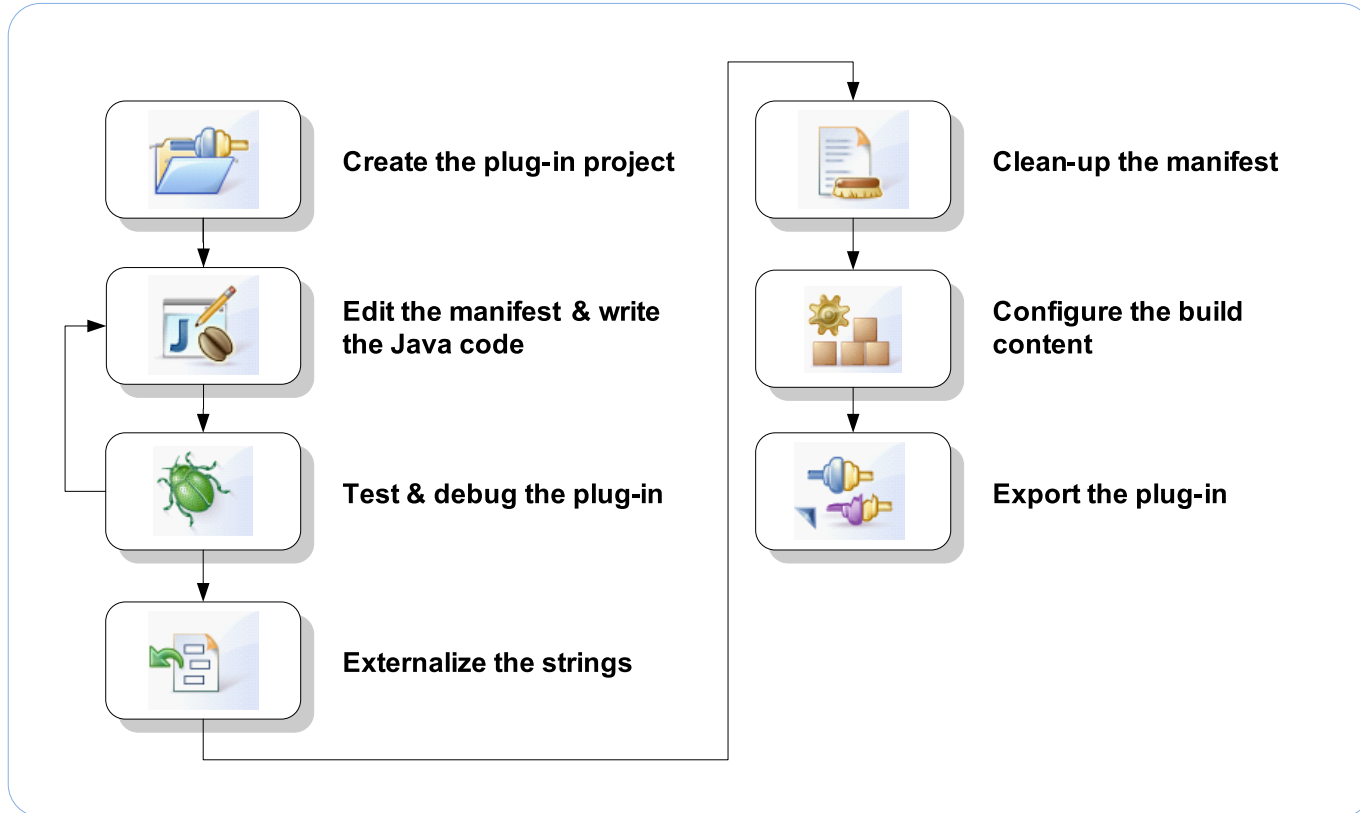 Create the plug-in project
Edit the manifest & write
the Java code
Test & debug the plug-in
Externalize the strings
Clean-up the manifest
Configure the build
content
Export the plug-in